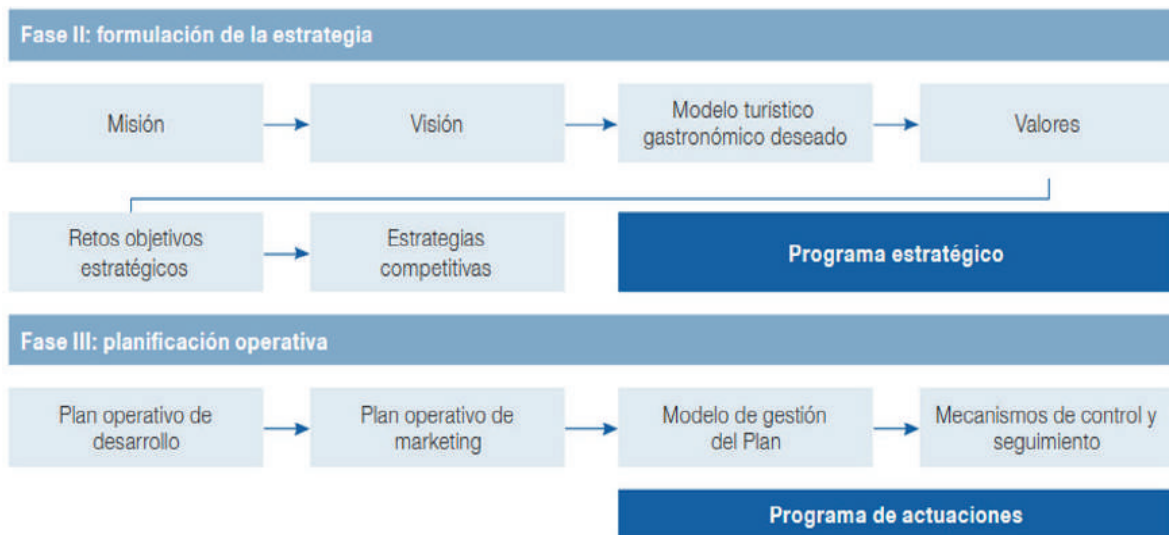 Fase II: formulación de la estrategia
Misión
Visión
Modelo turístico
gastronómico deseado
Valores
Retos objetivos
estratégicos
Estrategias
competitivas
Programa estratégico
Fase III: planificación operativa
Plan operativo de
desarrollo
Plan operativo de
marketing
Modelo de gestión
del Plan
Mecanismos de control y
seguimiento
Programa de actuaciones